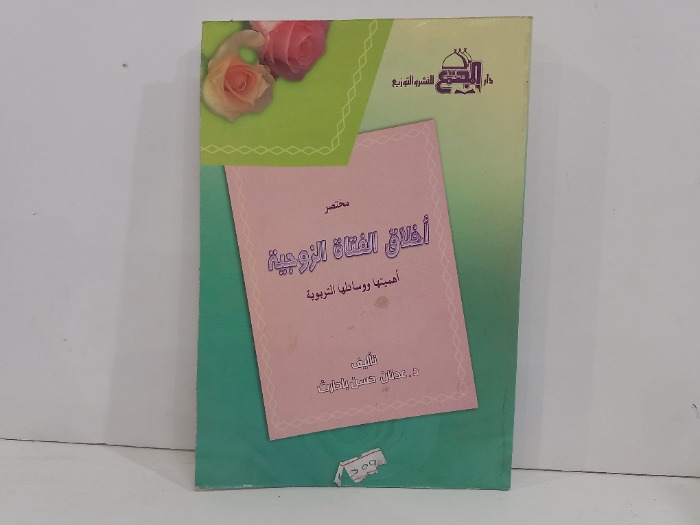 دار المجتمع للنشر والتوزيع
مختصر
أخلاق الفتاة الزوجية
أهميتها ووسائلها التربوية
تأليف
د. عدنان حسن باحارث